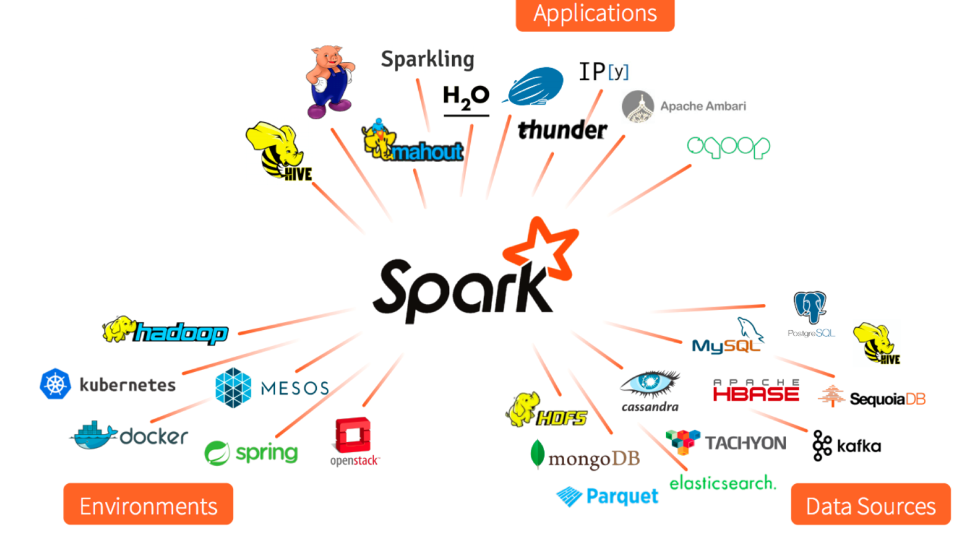 Applications
Sparkling
H2O
IP[y]
Apache Ambari
thunder
mahout
HIVE
sqoop
Spark
hadoop
kubernetes
MESOS
docker
spring
openstack
Environments
PostgreSQL
MySQL
HIVE
cassandra
APACHE
HBASE
SequoiaDB
HDFS
TACHYON
kafka
mongoDB
elasticsearch.
Parquet
Data Sources